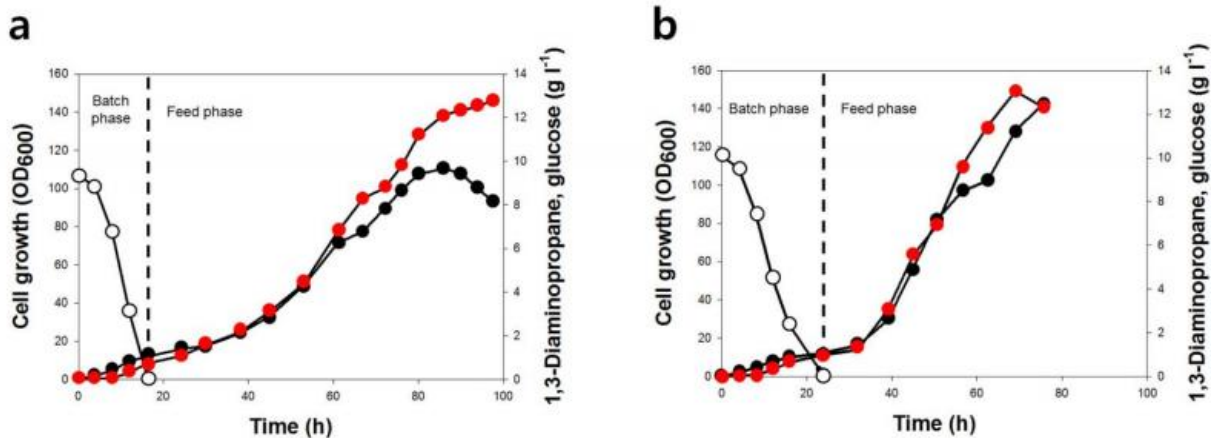 a
Cell growth (OD600)
160
140
120
100
80
60
40
20
0
Batch
phase
Feed phase
14
12
10
8
6
4
2
0
1,3-Diaminopropane, glucose (g l-1)
0 20 40 60 80 100
Time (h)
b
Cell growth (OD600)
160
140
120
100
80
60
40
20
0
Batch phase
Feed phase
14
12
10
8
6
4
2
0
1,3-Diaminopropane, glucose (g l-1)
0 20 40 60 80 100
Time (h)